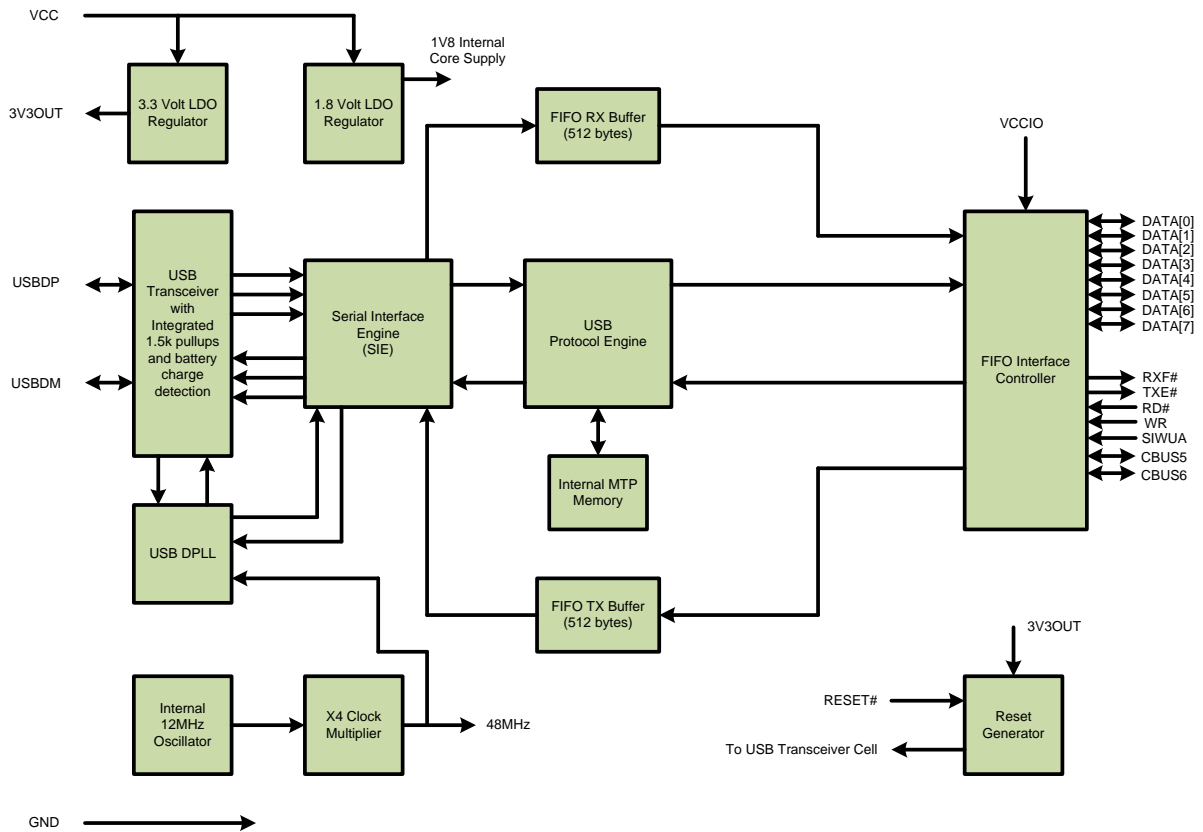 VCC
1V8 Internal
Core Supply
3.3 Volt LDO
Regulator
1.8 Volt LDO
Regulator
3V3OUT
FIFO RX Buffer
(512 bytes)
VCCIO
USB
Transceiver
with
Integrated
1.5k pullups
and battery
charge
detection
USBDP
USBDM
Serial Interface
Engine
(SIE)
USB
Protocol Engine
FIFO Interface
Controller
DATA[0]
DATA[1]
DATA[2]
DATA[3]
DATA[4]
DATA[5]
DATA[6]
DATA[7]
RXF#
TXE#
RD#
WR
SIWUA
CBUS5
CBUS6
Internal MTP
Memory
USB DPLL
FIFO TX Buffer
(512 bytes)
3V3OUT
Internal
12MHz
Oscillator
X4 Clock
Multiplier
48MHz
RESET#
Reset
Generator
To USB Transceiver Cell
GND